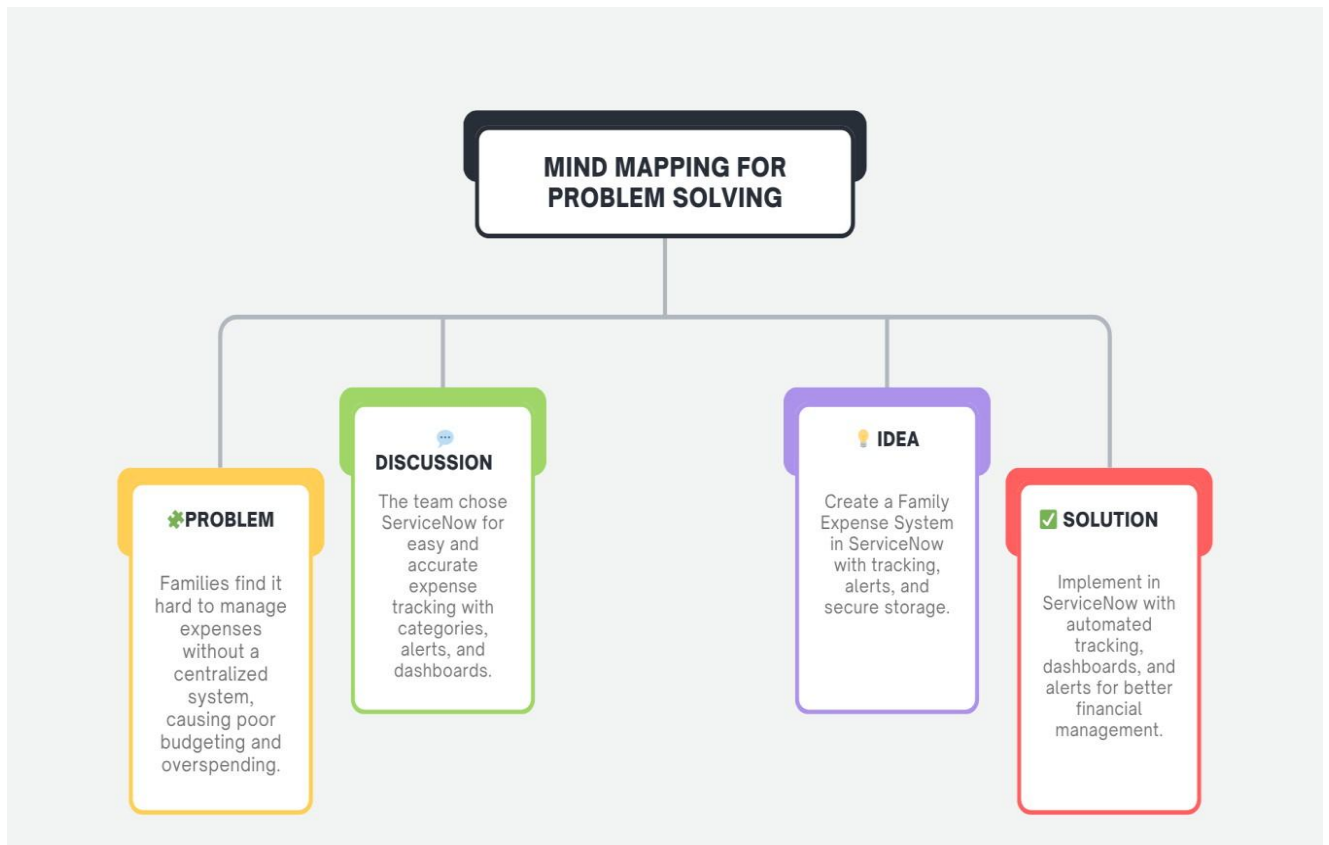 MIND MAPPING FOR
PROBLEM SOLVING
PROBLEM
Families find it
hard to manage
expenses
without a
centralized
system,
causing poor
budgeting and
overspending.
DISCUSSION
The team chose
ServiceNow for
easy and
accurate
expense
tracking with
categories,
alerts, and
dashboards.
IDEA
Create a Family
Expense System
in ServiceNow
with tracking,
alerts, and
secure storage.
SOLUTION
Implement in
ServiceNow with
automated
tracking,
dashboards, and
alerts for better
financial
management.